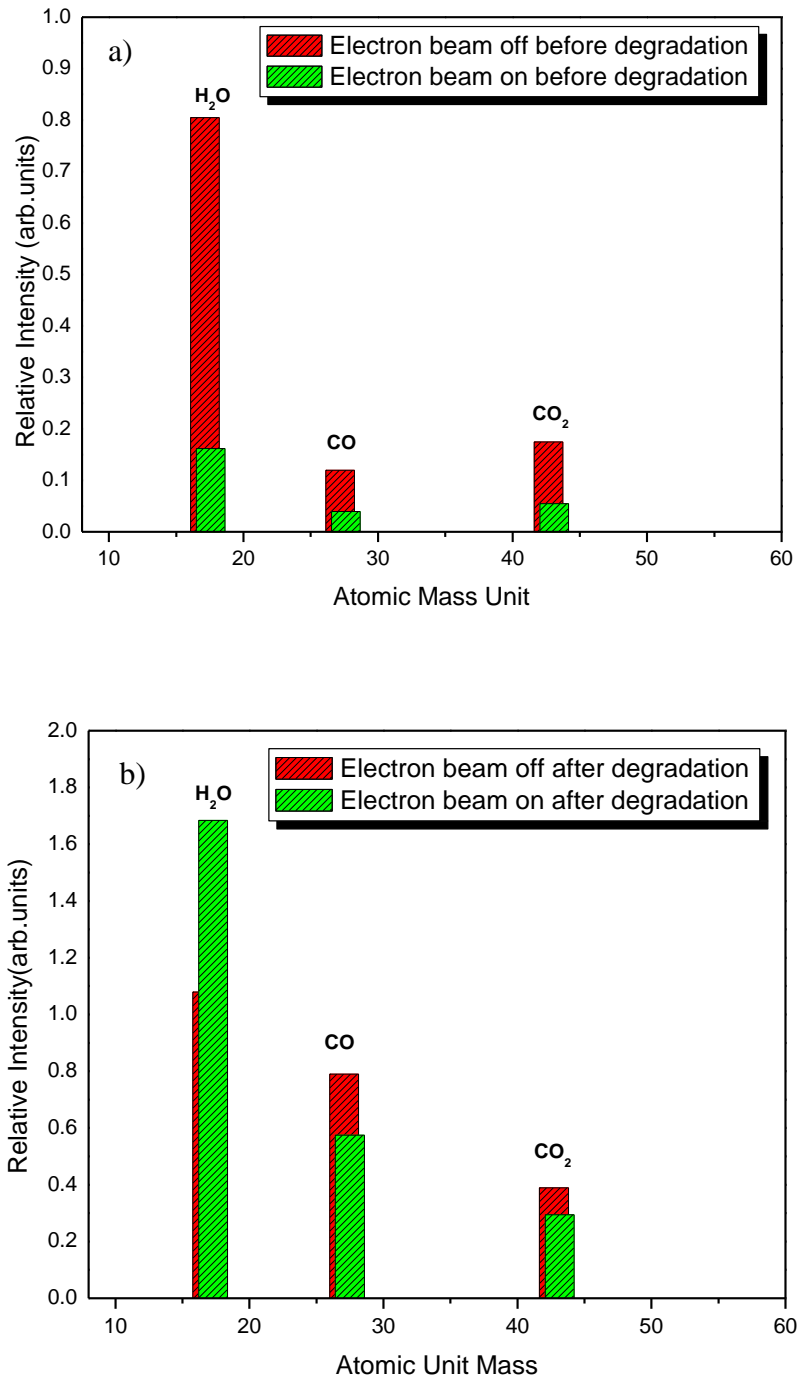 a)
Electron beam off before degradation
Electron beam on before degradation
H₂O
CO
CO₂
1.0
0.9
0.8
0.7
0.6
0.5
0.4
0.3
0.2
0.1
0.0
Relative Intensity (arb.units)
10 20 30 40 50 60
Atomic Mass Unit
b)
Electron beam off after degradation
Electron beam on after degradation
H₂O
CO
CO₂
2.0
1.8
1.6
1.4
1.2
1.0
0.8
0.6
0.4
0.2
0.0
Relative Intensity(arb.units)
10 20 30 40 50 60
Atomic Unit Mass